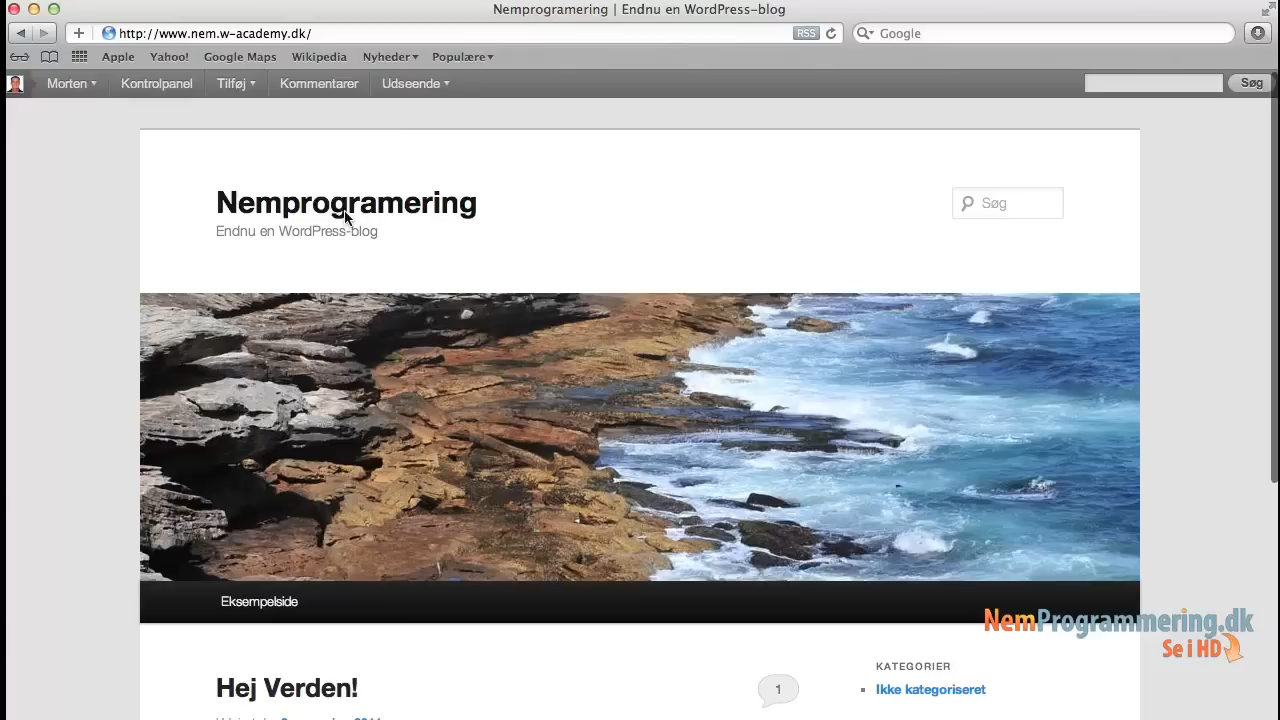 Nemprogramering | Endnu en WordPress-blog
http://www.nem.w-academy.dk/
RSS
Google
Apple
Yahoo!
Google Maps
Wikipedia
Nyheder
Populære
Morten
Kontrolpanel
Tilføj
Kommentarer
Udseende
Søg
Nemprogramering
Søg
Endnu en WordPress-blog
Eksempelside
NemProgrammering.dk
Se i HD
KATEGORIER
Hej Verden!
1
Ikke kategoriseret